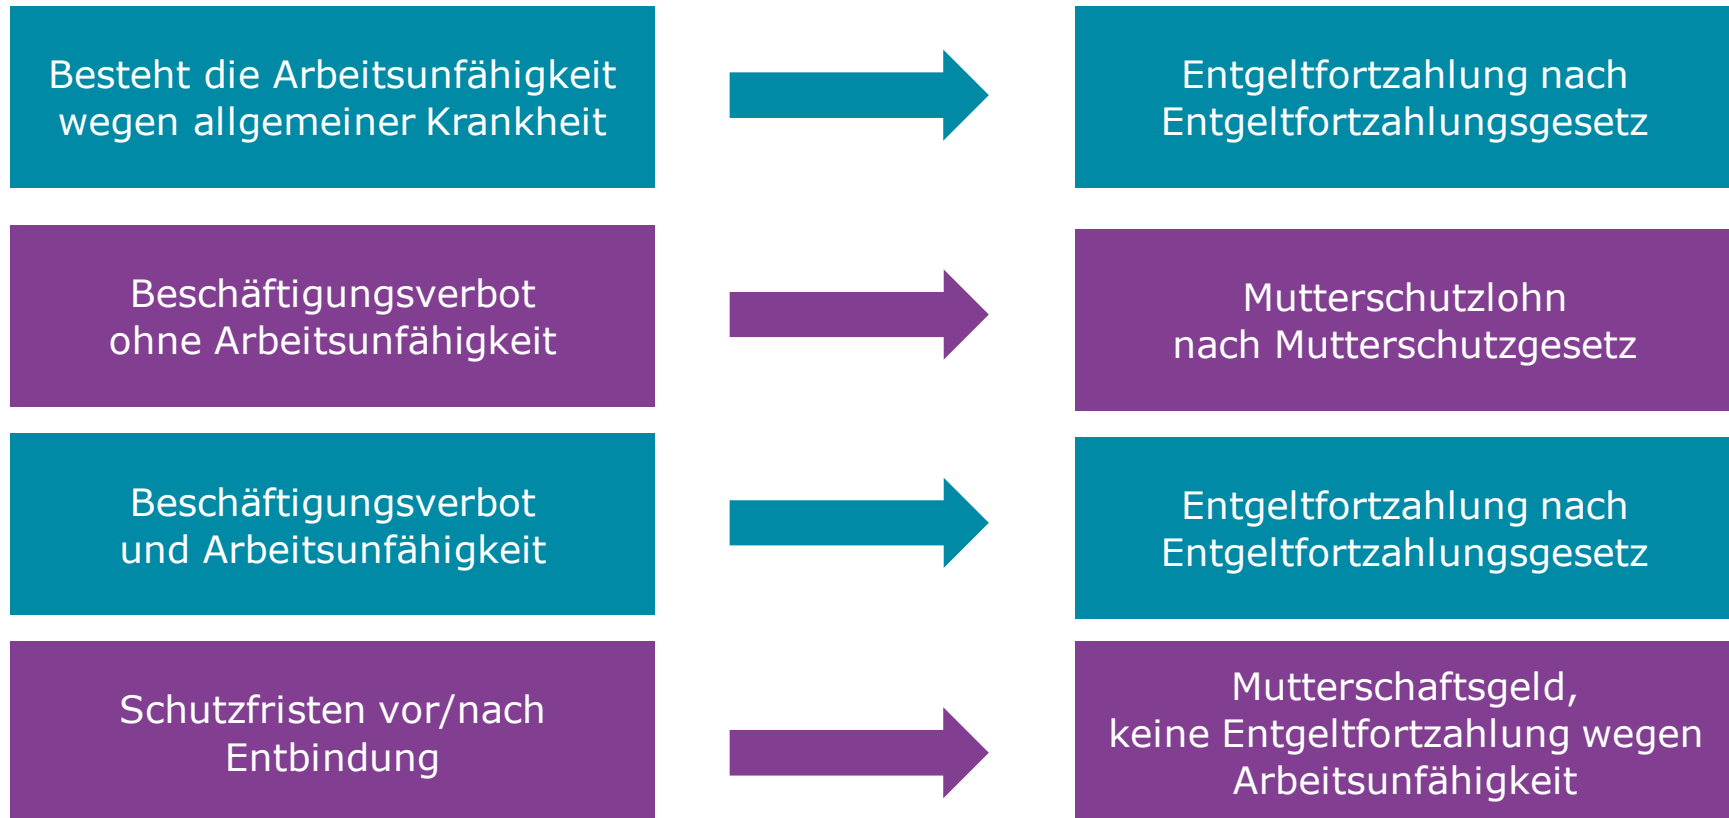 Besteht die Arbeitsunfähigkeit
wegen allgemeiner Krankheit
Entgeltfortzahlung nach
Entgeltfortzahlungsgesetz
Beschäftigungsverbot
ohne Arbeitsunfähigkeit
Mutterschutzlohn
nach Mutterschutzgesetz
Beschäftigungsverbot
und Arbeitsunfähigkeit
Entgeltfortzahlung nach
Entgeltfortzahlungsgesetz
Schutzfristen vor/nach
Entbindung
Mutterschaftsgeld,
keine Entgeltfortzahlung wegen
Arbeitsunfähigkeit